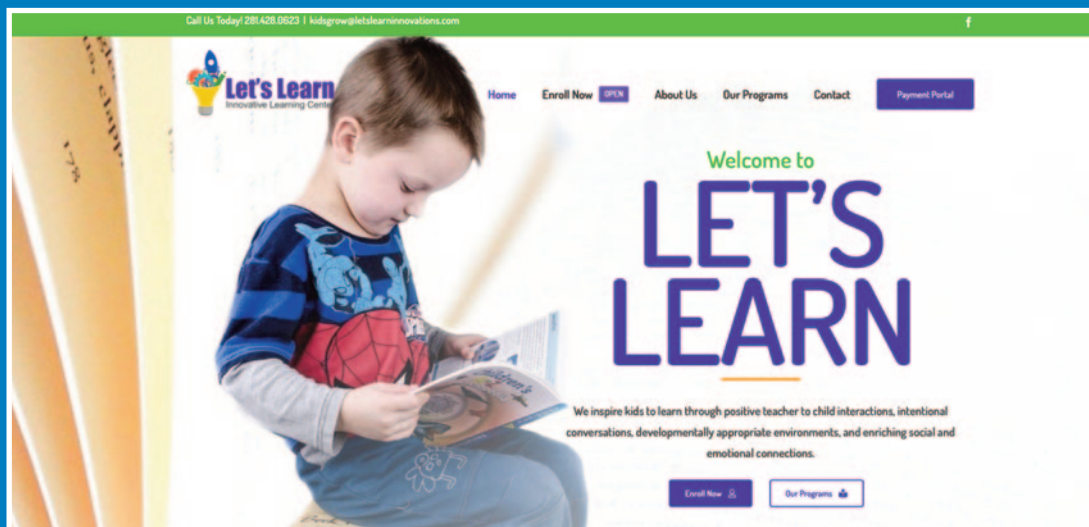 Call Us Today! 281.428.0623 | kidsgrow@letslearninnovations.com
f
Let's Learn
Innovative Learning Cente
Home Enroll Now OPEN About Us Our Programs Contact Payment Portal
178
Welcome to
LET'S
LEARN
We inspire kids to learn through positive teacher to child interactions, intentional
conversations, developmentally appropriate environments, and enriching social and
emotional connections.
Enroll Now Our Programs